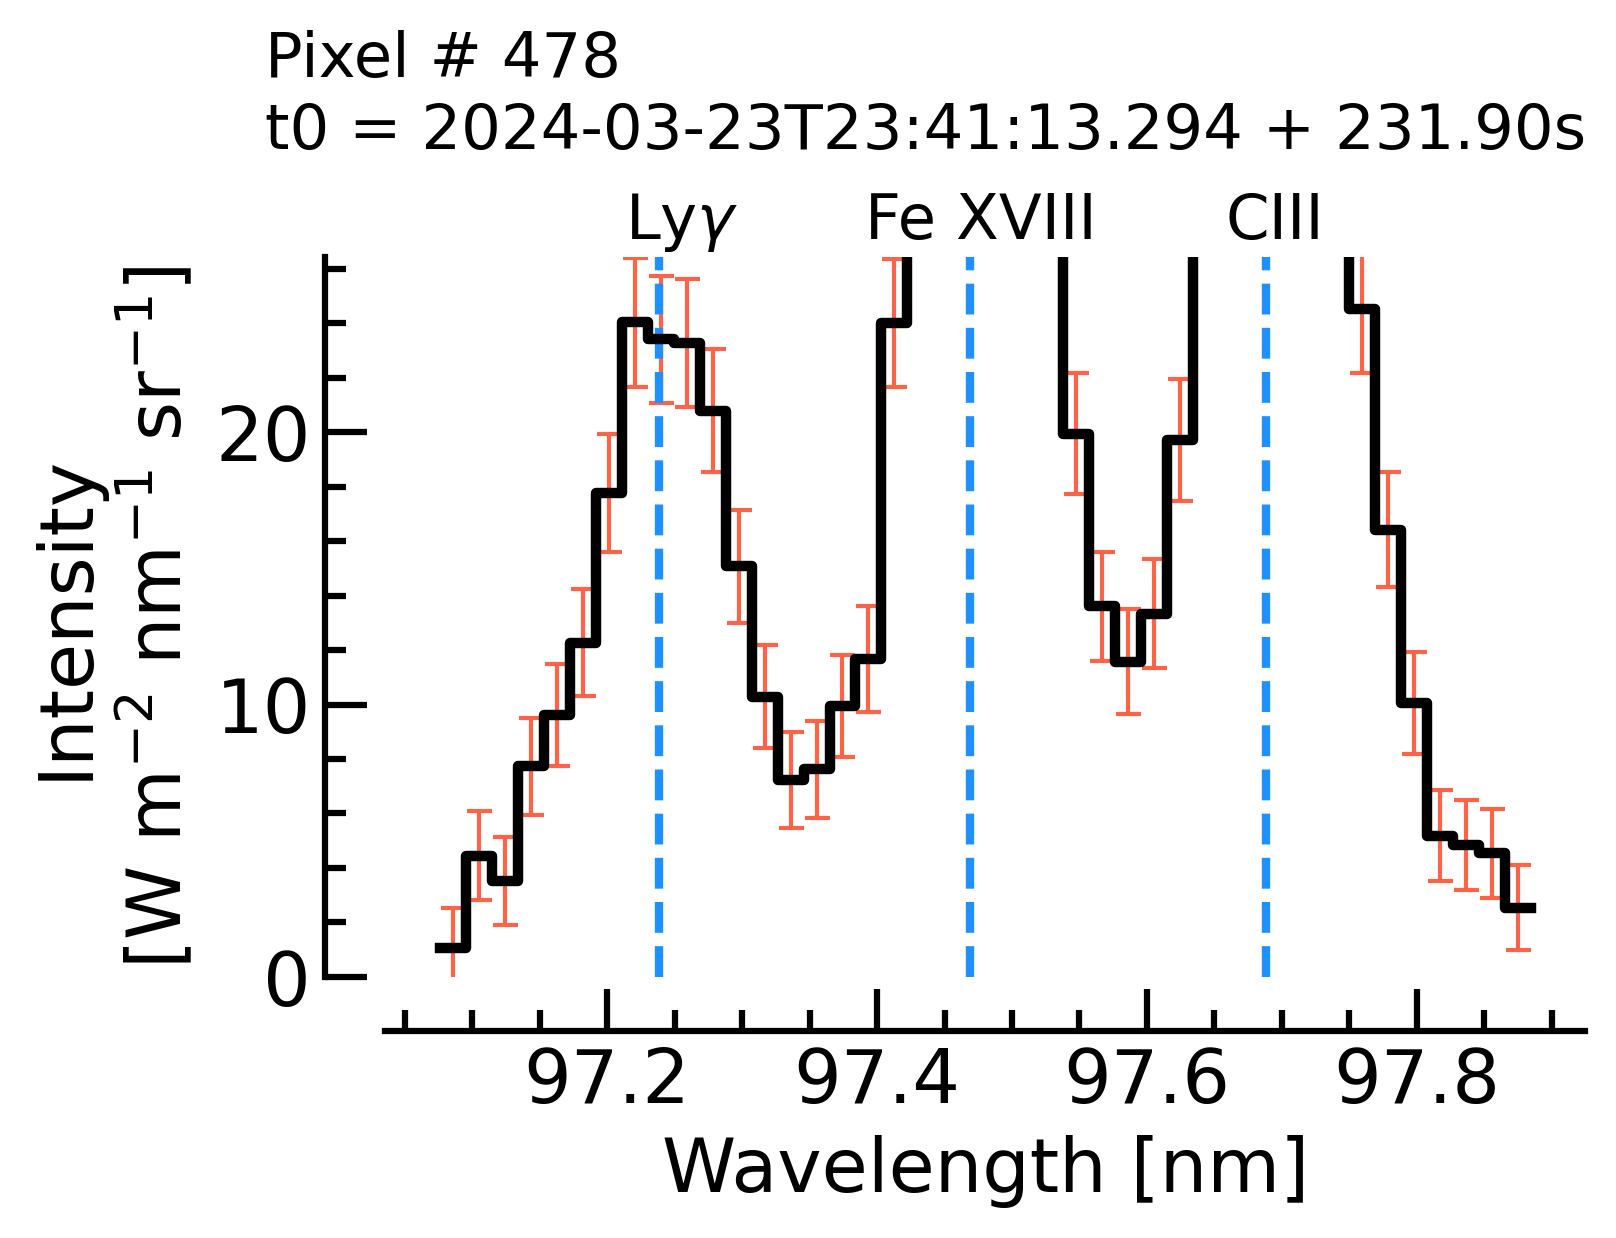 Pixel # 478
t0 = 2024-03-23T23:41:13.294 + 231.90s
Lyγ Fe XVIII CIII
Intensity
[W m⁻² nm⁻¹ sr⁻¹]
20
10
0
97.2 97.4 97.6 97.8
Wavelength [nm]